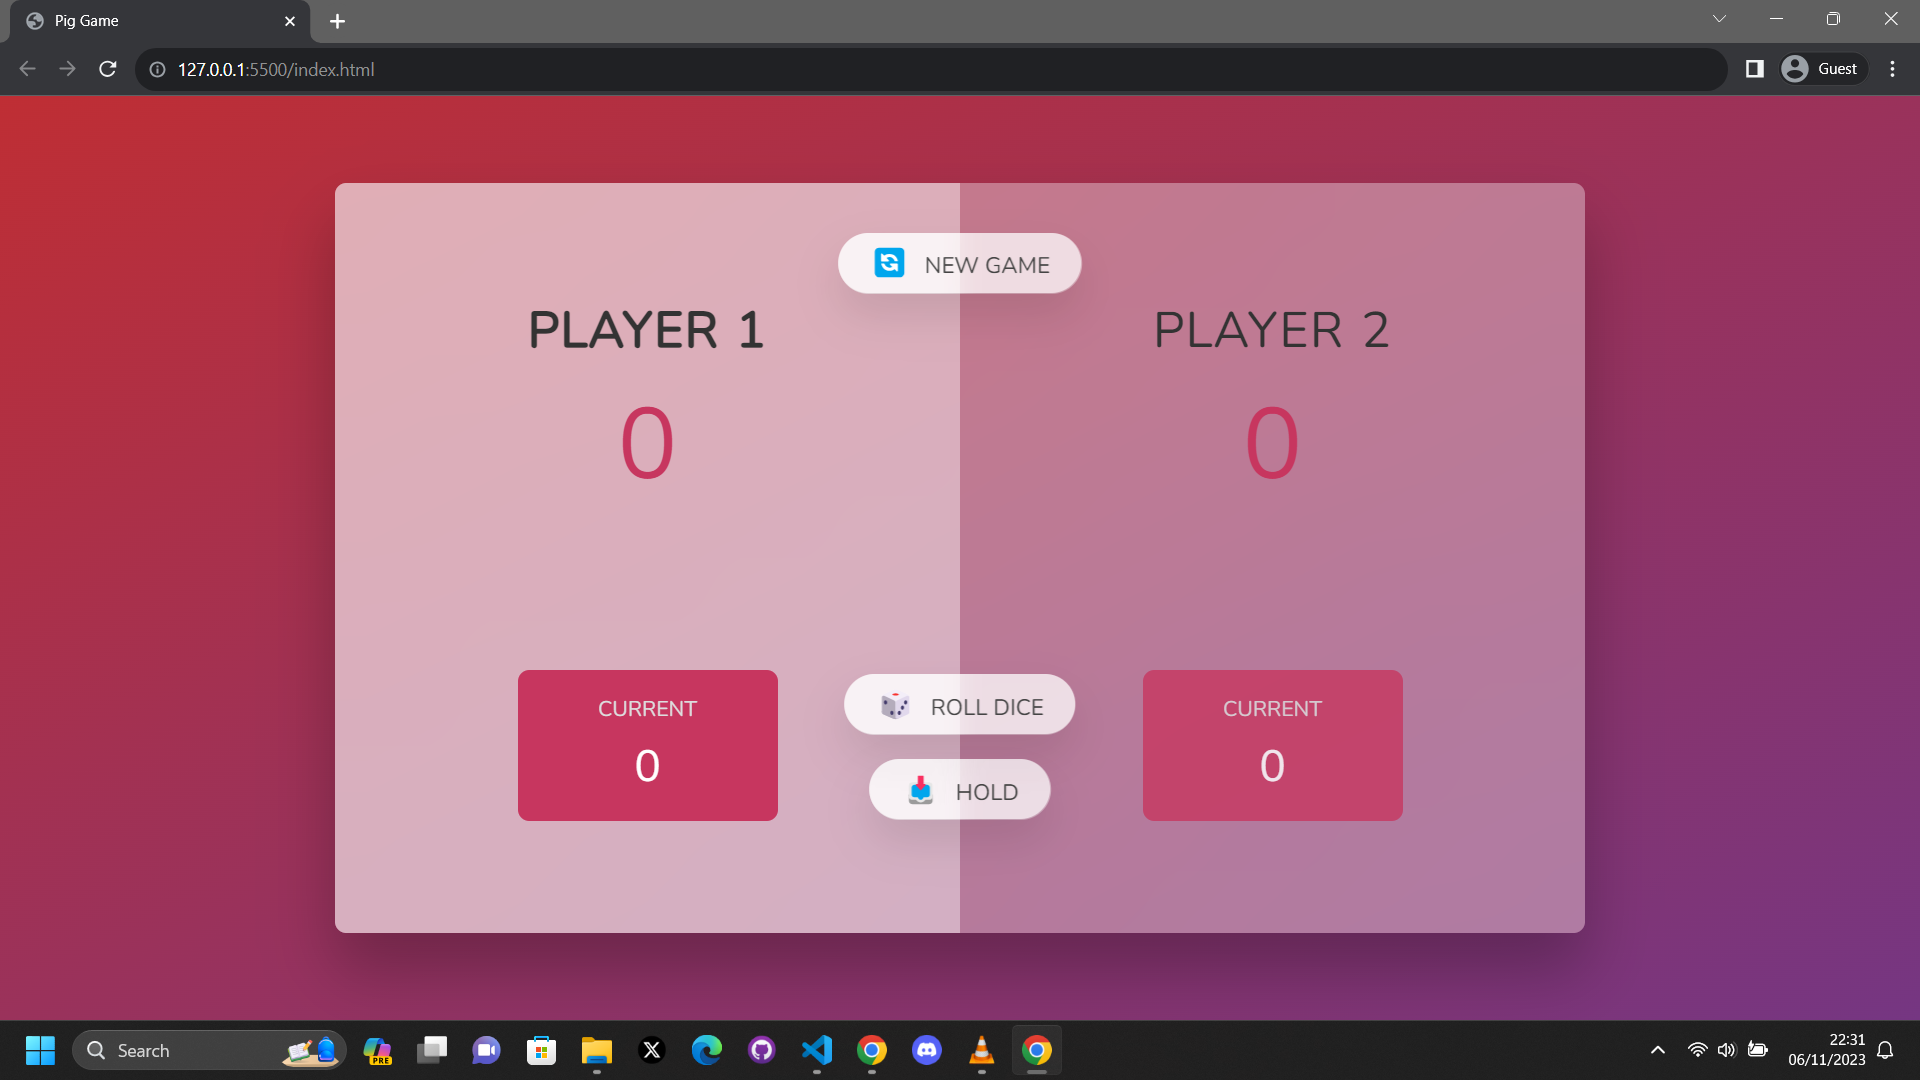 Pig Game
127.0.0.1:5500/index.html
Guest
NEW GAME
PLAYER 1
PLAYER 2
0
0
CURRENT
0
ROLL DICE
HOLD
CURRENT
0
Search
PRE
22:31
06/11/2023